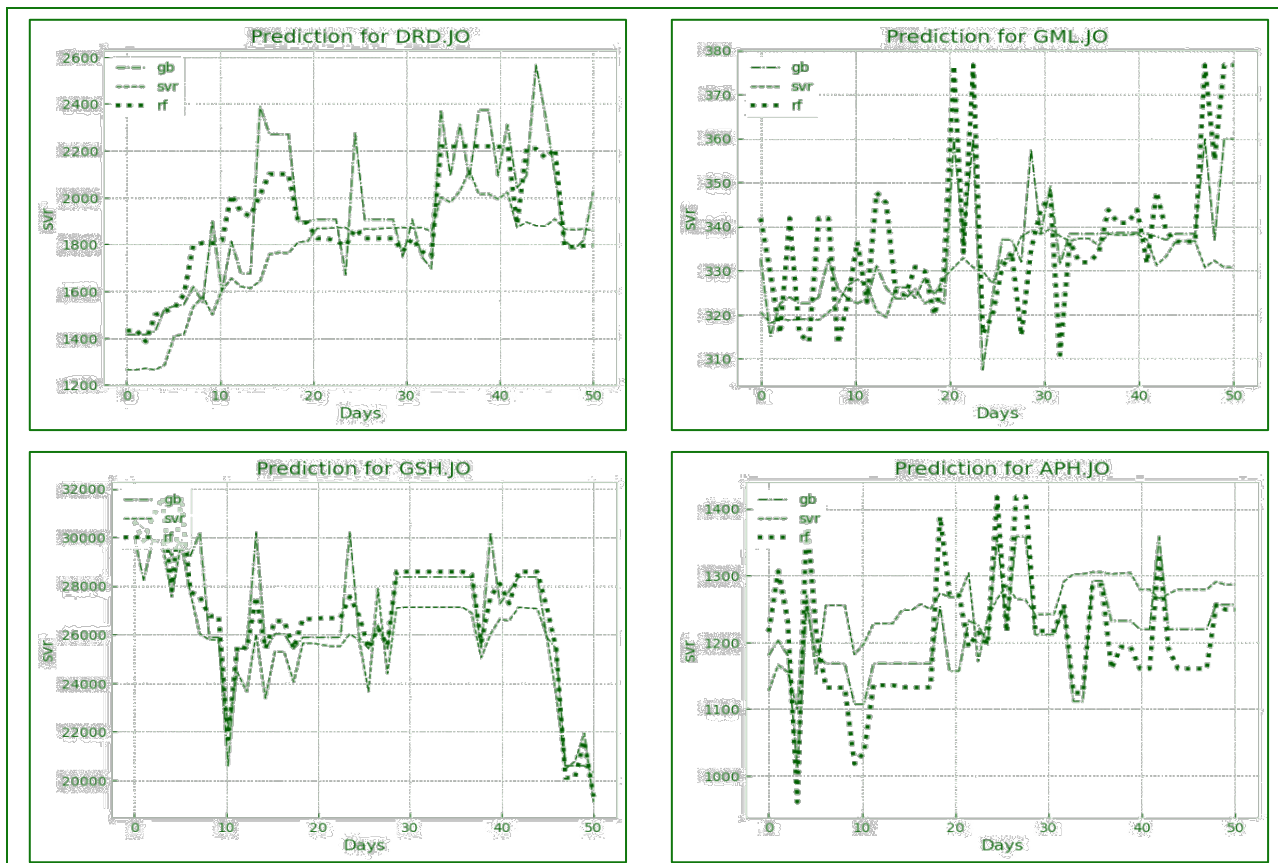 Prediction for DRD.JO
2600
2400
2200
2000
1800
1600
1400
1200
svr
gb
svr
rf
0 10 20 30 40 50
Days
Prediction for GML.JO
380
370
360
350
340
330
320
310
svr
gb
svr
rf
0 10 20 30 40 50
Days
Prediction for GSH.JO
32000
30000
28000
26000
24000
22000
20000
svr
gb
svr
rf
0 10 20 30 40 50
Days
Prediction for APH.JO
1400
1300
1200
1100
1000
svr
gb
svr
rf
0 10 20 30 40 50
Days